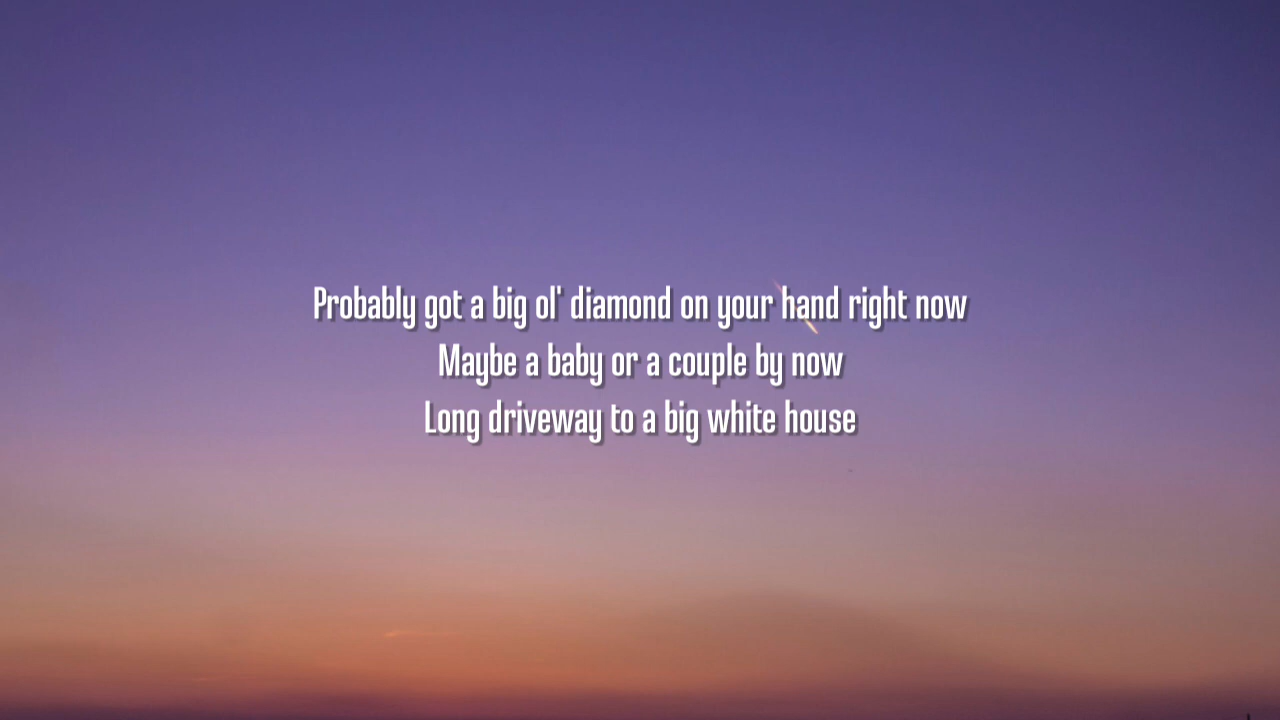 Probably got a big ol' diamond on your hand right now
Maybe a baby or a couple by now
Long driveway to a big white house